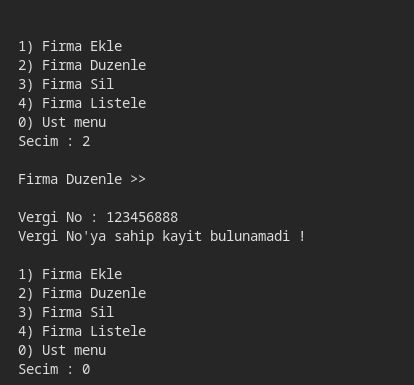 1) Firma Ekle
2) Firma Duzenle
3) Firma Sil
4) Firma Listele
0) Ust menu
Secim : 2
Firma Duzenle >>
Vergi No : 123456888
Vergi No'ya sahip kayit bulunamadi !
1) Firma Ekle
2) Firma Duzenle
3) Firma Sil
4) Firma Listele
0) Ust menu
Secim : 0